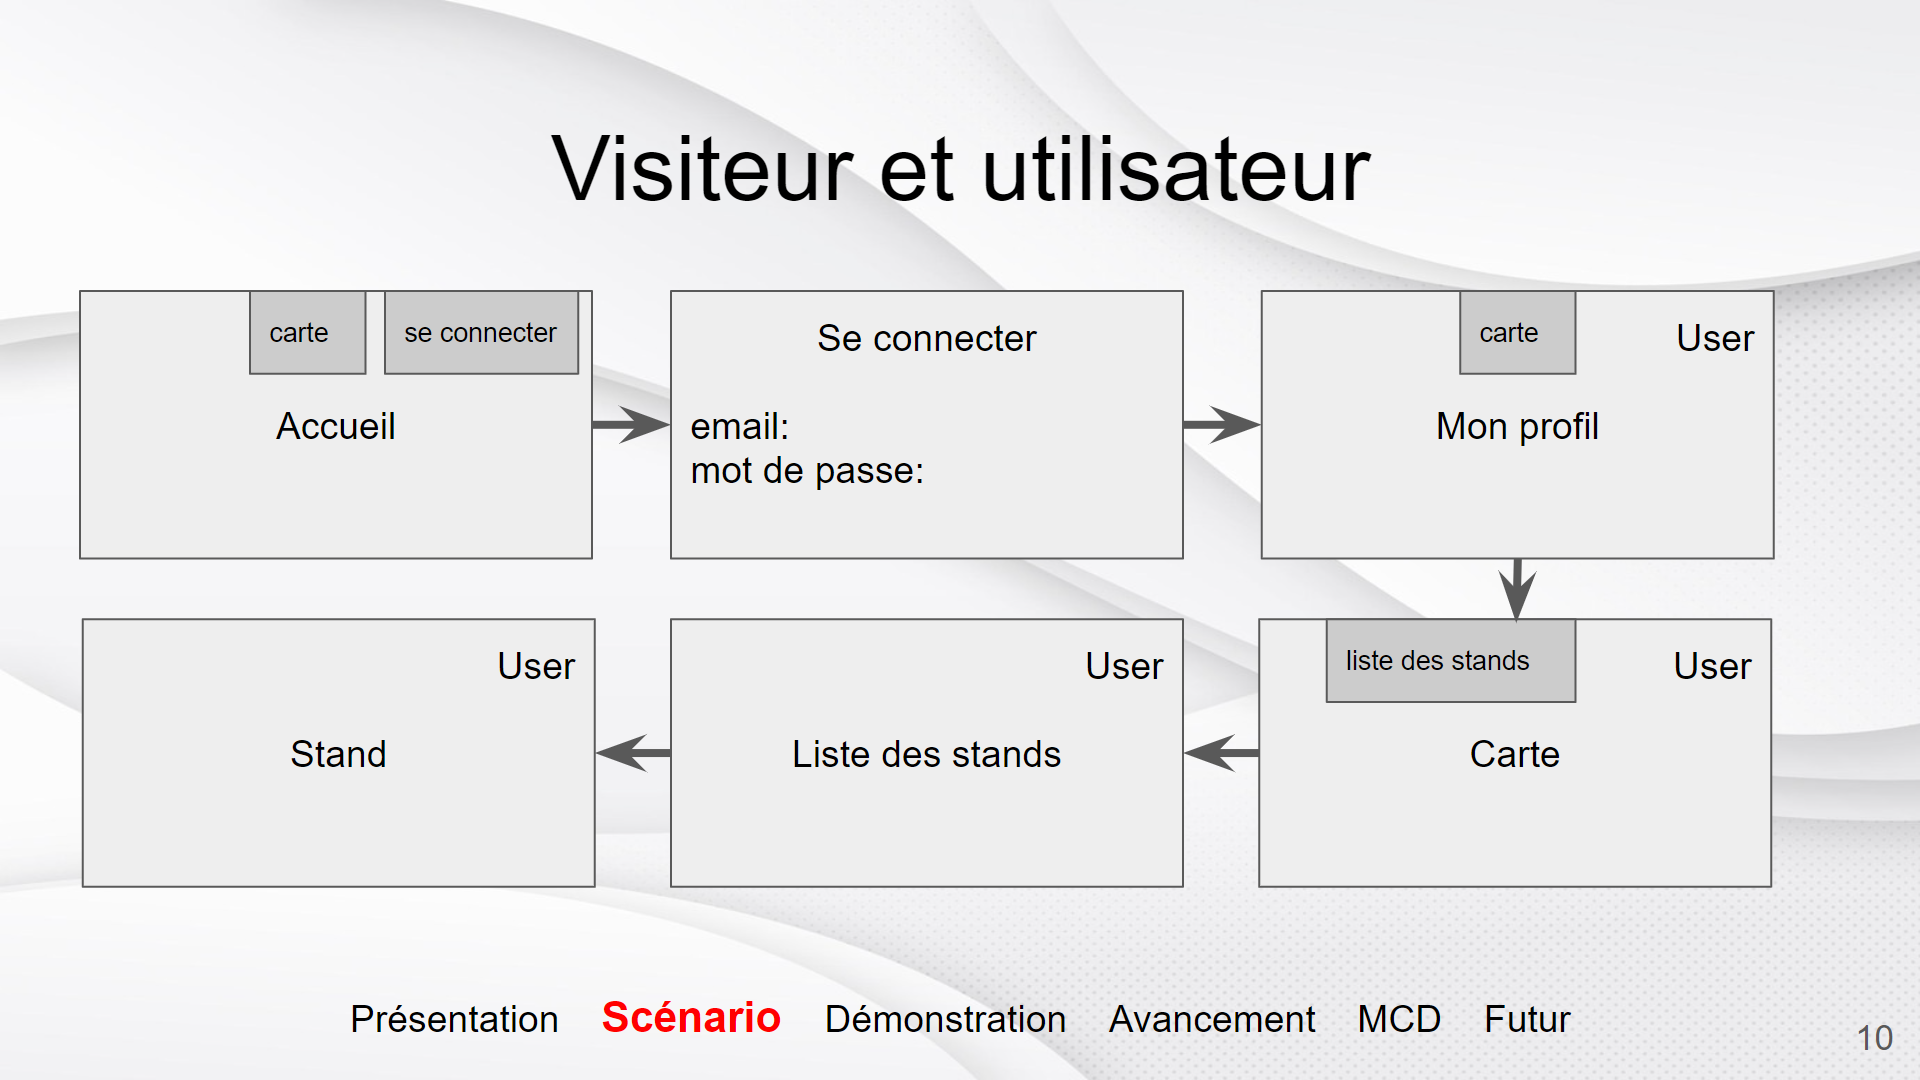 Visiteur et utilisateur
carte
se connecter
Accueil
Se connecter
email:
mot de passe:
carte
User
Mon profil
User
Stand
User
Liste des stands
liste des stands
User
Carte
Présentation Scénario Démonstration Avancement MCD Futur
10